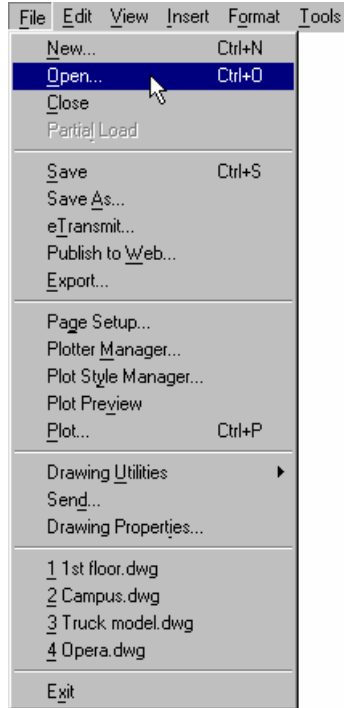 File Edit View Insert Format Tools
New... Ctrl+N
Open... Ctrl+O
Close
Partial Load
Save Ctrl+S
Save As...
eTransmit...
Publish to Web...
Export...
Page Setup...
Plotter Manager...
Plot Style Manager...
Plot Preview
Plot... Ctrl+P
Drawing Utilities
Send...
Drawing Properties...
1 1st floor.dwg
2 Campus.dwg
3 Truck model.dwg
4 Opera.dwg
Exit